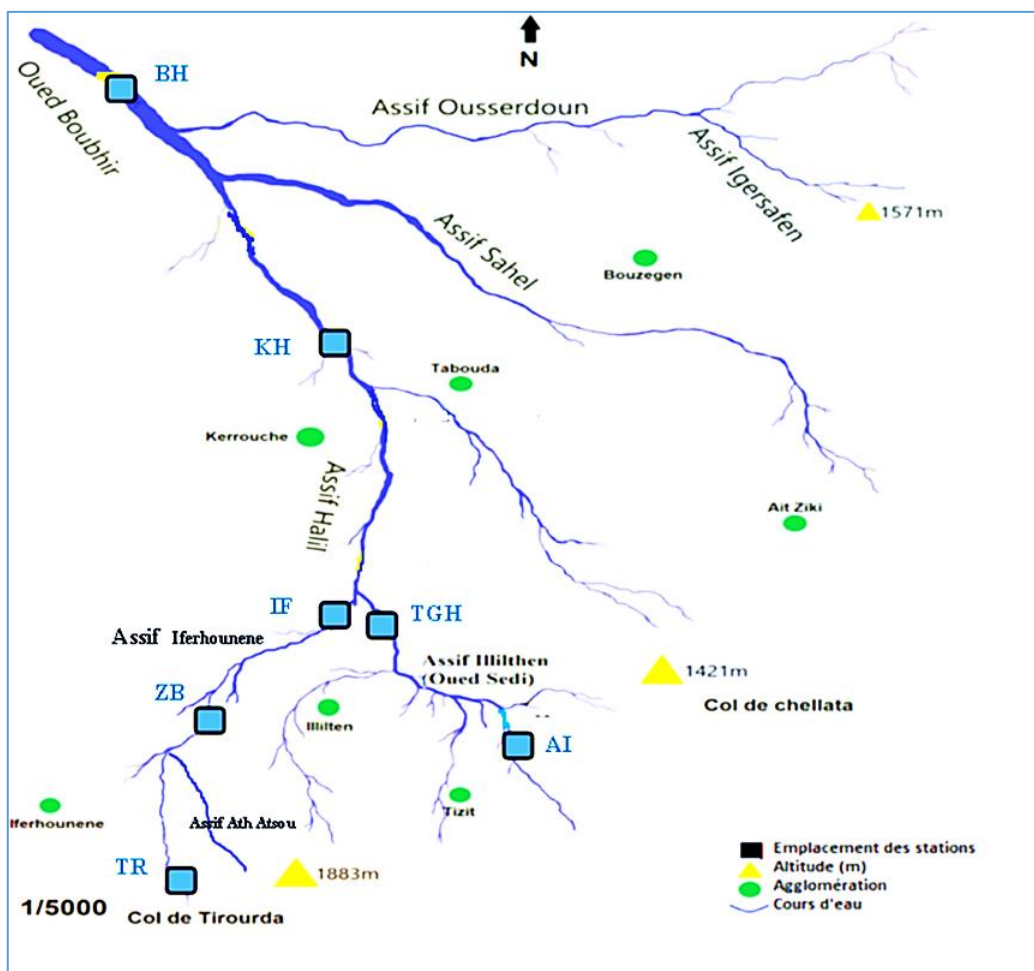 N
BH
Oued Boubhir
Assif Ousserdoun
Assif Igersafen
1571m
Assif Sahel
Bouzegen
KH
Tabouda
Kerrouche
Assif Halil
Ait Ziki
IF
TGH
Assif Iferhounene
Assif Illilthen
(Oued Sedi)
1421m
Col de chellata
ZB
Illilten
AI
Tizit
Iferhounene
Assif Ath Atsou
TR
1883m
1/5000
Col de Tirourda
Emplacement des stations
Altitude (m)
Agglomération
Cours d'eau